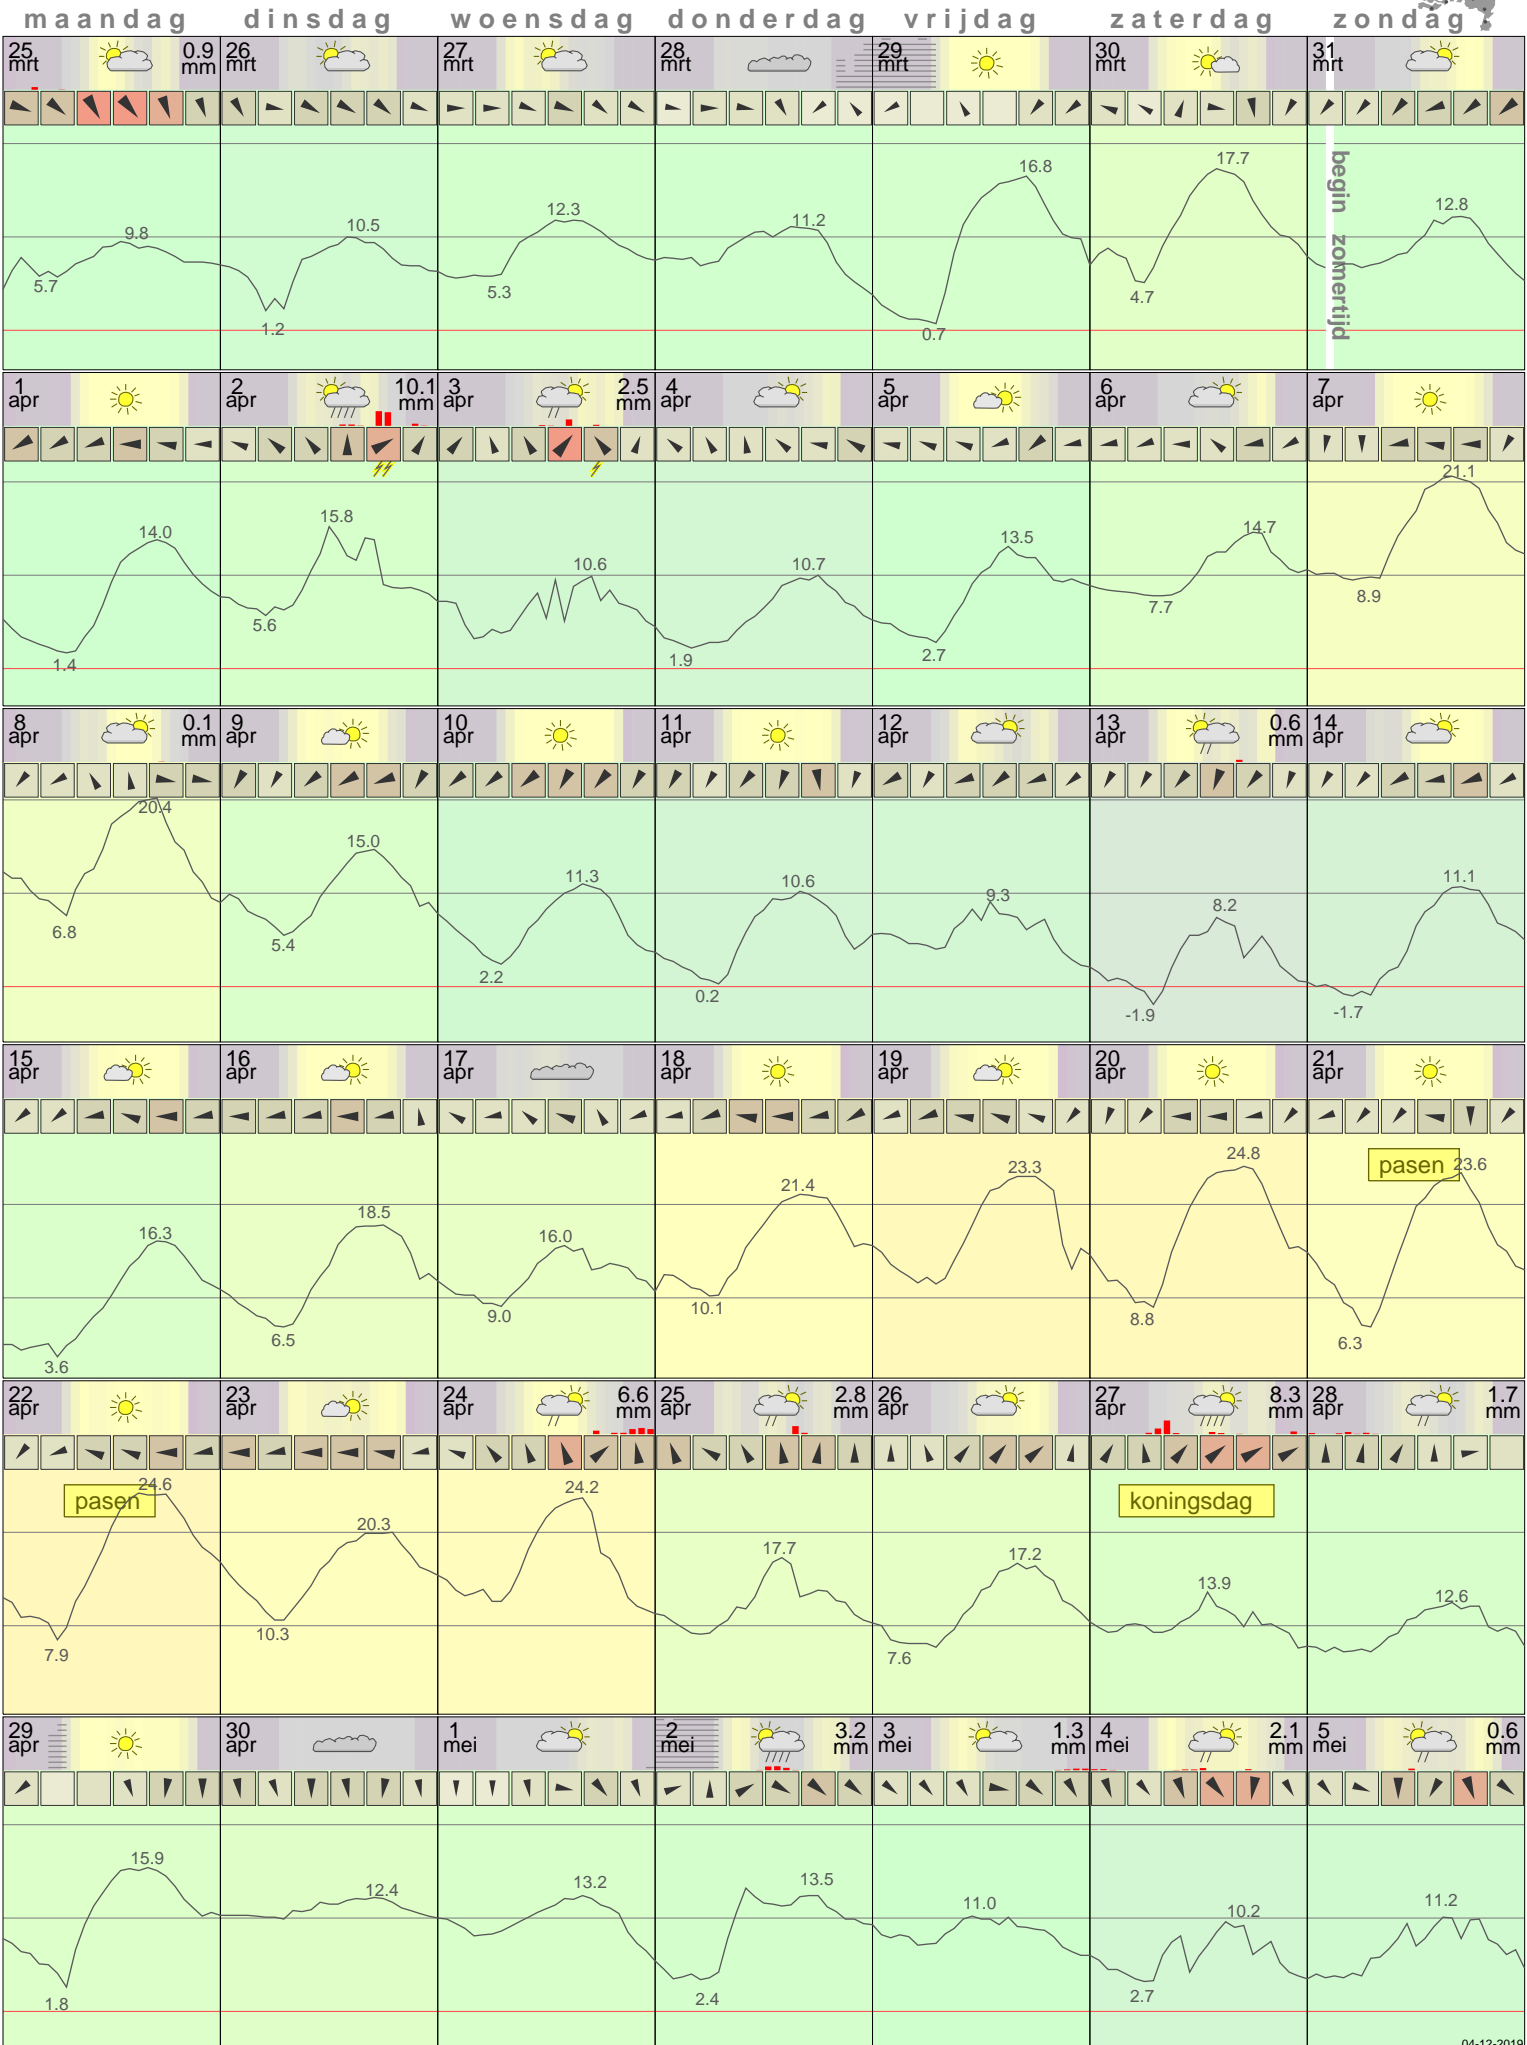 maandag dinsdag woensdag donderdag vrijdag zaterdag zondag
25 mrt 0.9 mm 26 mrt 27 mrt 28 mrt 29 mrt 30 mrt 31 mrt
9.8 5.7 10.5 1.2 12.3 5.3 11.2 16.8 0.7 17.7 4.7 12.8
begin zomertijd
1 apr 2 apr 10.1 mm 3 apr 2.5 mm 4 apr 5 apr 6 apr 7 apr
14.0 1.4 15.8 5.6 10.6 10.7 1.9 13.5 2.7 14.7 7.7 21.1 8.9
8 apr 0.1 mm 9 apr 10 apr 11 apr 12 apr 13 apr 0.6 mm 14 apr
20.4 6.8 15.0 5.4 11.3 2.2 10.6 0.2 9.3 8.2 -1.9 11.1 -1.7
15 apr 16 apr 17 apr 18 apr 19 apr 20 apr 21 apr
16.3 3.6 18.5 6.5 16.0 9.0 21.4 10.1 23.3 24.8 8.8 pasen 23.6 6.3
22 apr 23 apr 24 apr 6.6 mm 25 apr 2.8 mm 26 apr 27 apr 8.3 mm 28 apr 1.7 mm
pasen 24.6 7.9 20.3 10.3 24.2 17.7 17.2 7.6 koningsdag 13.9 12.6
29 apr 30 apr 1 mei 2 mei 3.2 mm 3 mei 1.3 mm 4 mei 2.1 mm 5 mei 0.6 mm
15.9 1.8 12.4 13.2 13.5 2.4 11.0 10.2 2.7 11.2
04-12-2019